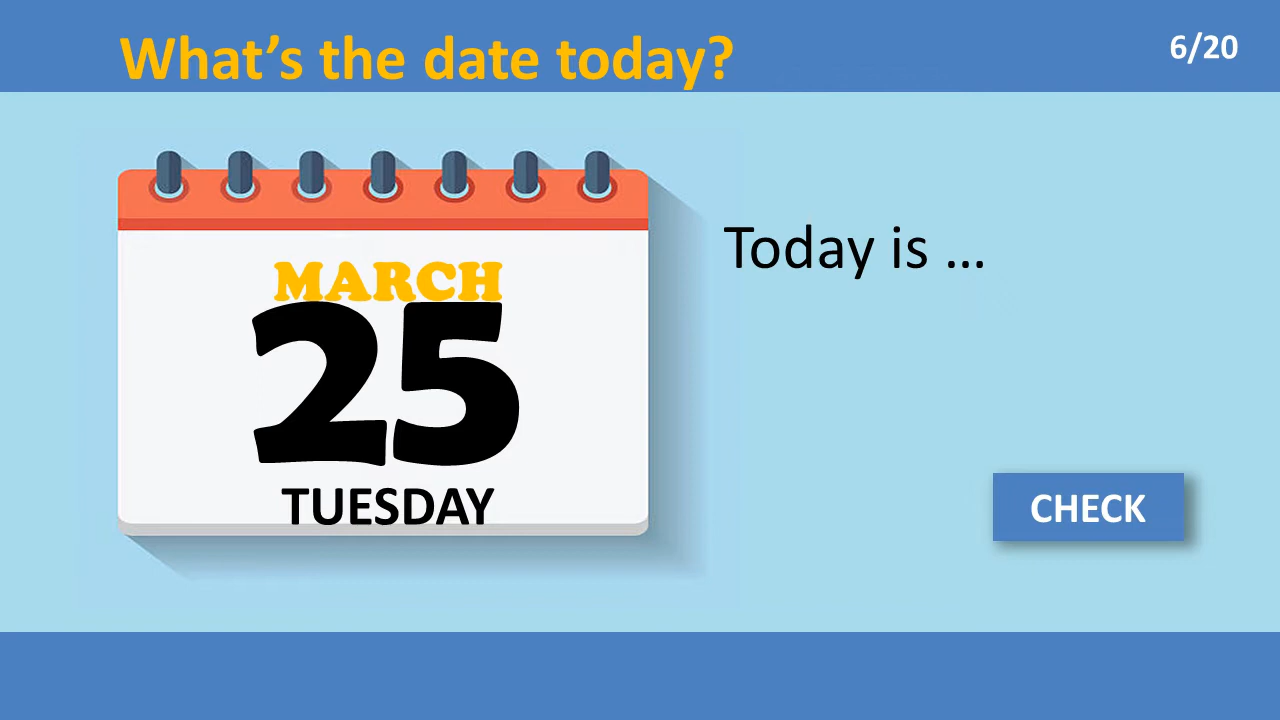 What’s the date today?
6/20
MARCH
25
TUESDAY
Today is ...
CHECK